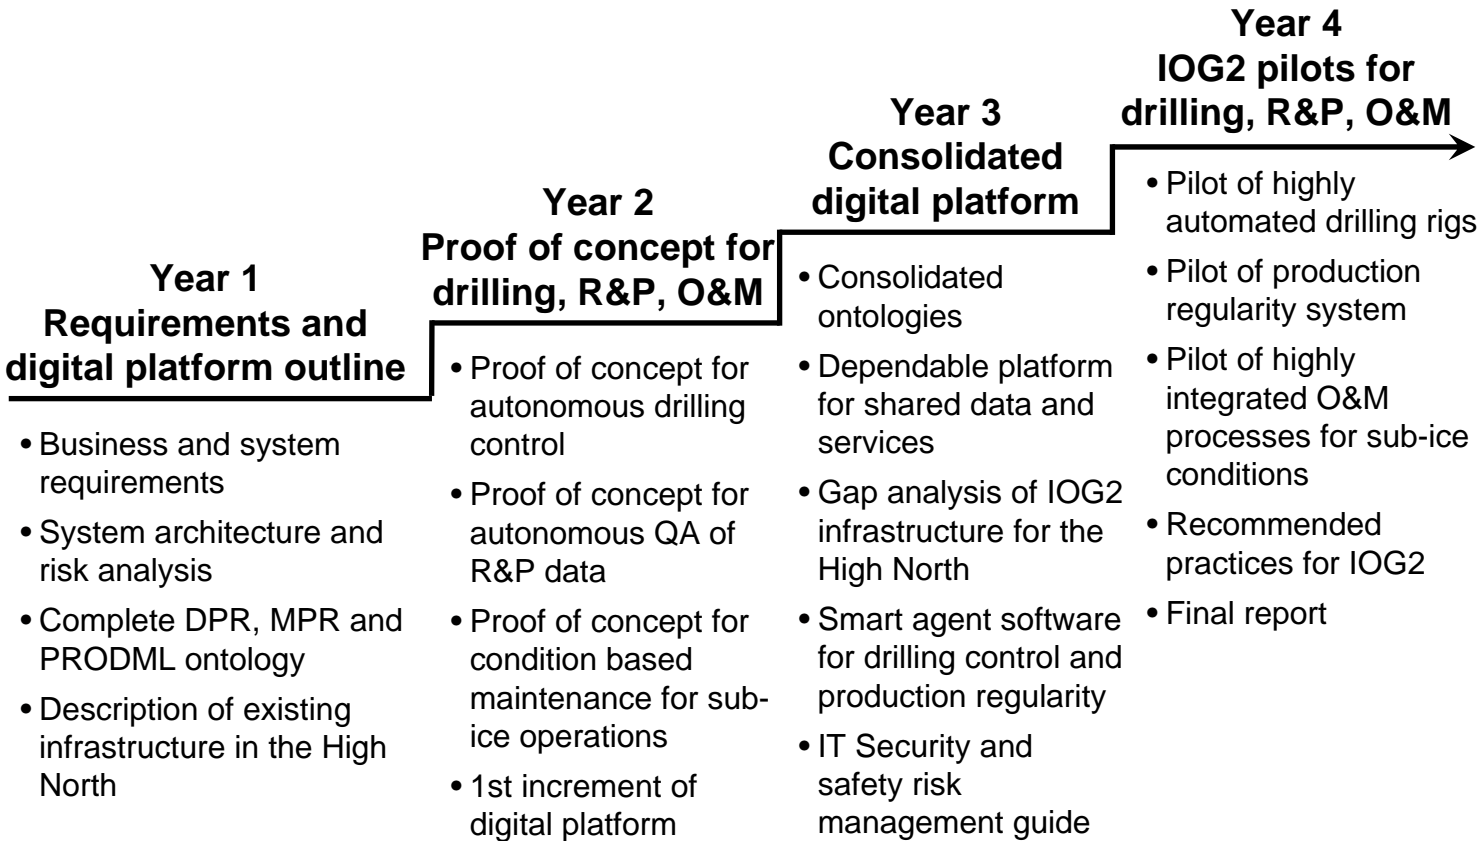 Year 1
Requirements and
digital platform outline
• Business and system
requirements
• System architecture and
risk analysis
• Complete DPR, MPR and
PRODML ontology
• Description of existing
infrastructure in the High
North
Year 2
Proof of concept for
drilling, R&P, O&M
• Proof of concept for
autonomous drilling
control
• Proof of concept for
autonomous QA of
R&P data
• Proof of concept for
condition based
maintenance for sub-
ice operations
• 1st increment of
digital platform
Year 3
Consolidated
digital platform
• Consolidated
ontologies
• Dependable platform
for shared data and
services
• Gap analysis of IOG2
infrastructure for the
High North
• Smart agent software
for drilling control and
production regularity
• IT Security and
safety risk
management guide
Year 4
IOG2 pilots for
drilling, R&P, O&M
• Pilot of highly
automated drilling rigs
• Pilot of production
regularity system
• Pilot of highly
integrated O&M
processes for sub-ice
conditions
• Recommended
practices for IOG2
• Final report